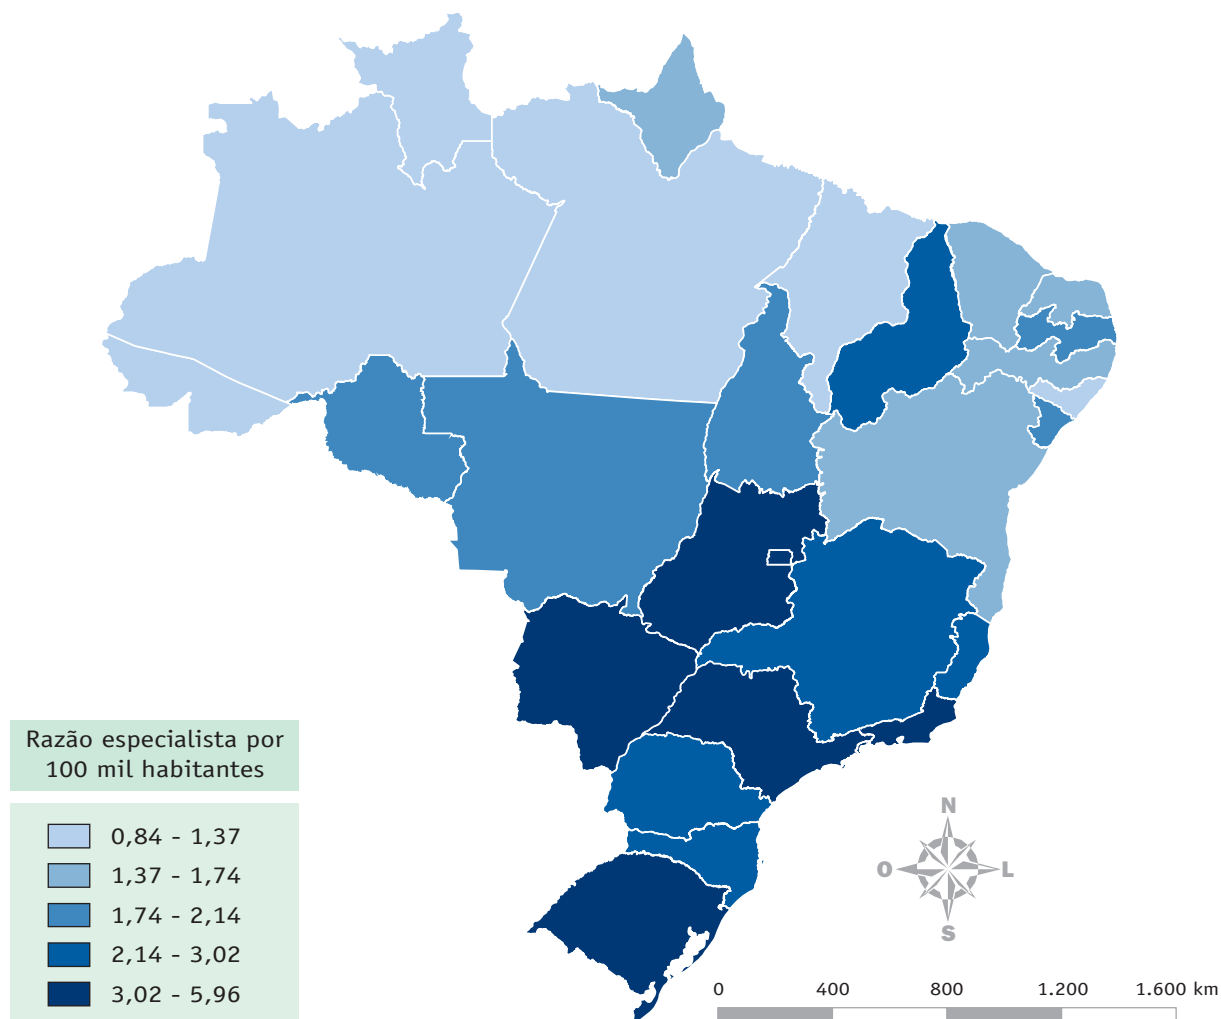 Razão especialista por
100 mil habitantes
0,84 - 1,37
1,37 - 1,74
1,74 - 2,14
2,14 - 3,02
3,02 - 5,96
N
O L
S
0 400 800 1.200 1.600 km